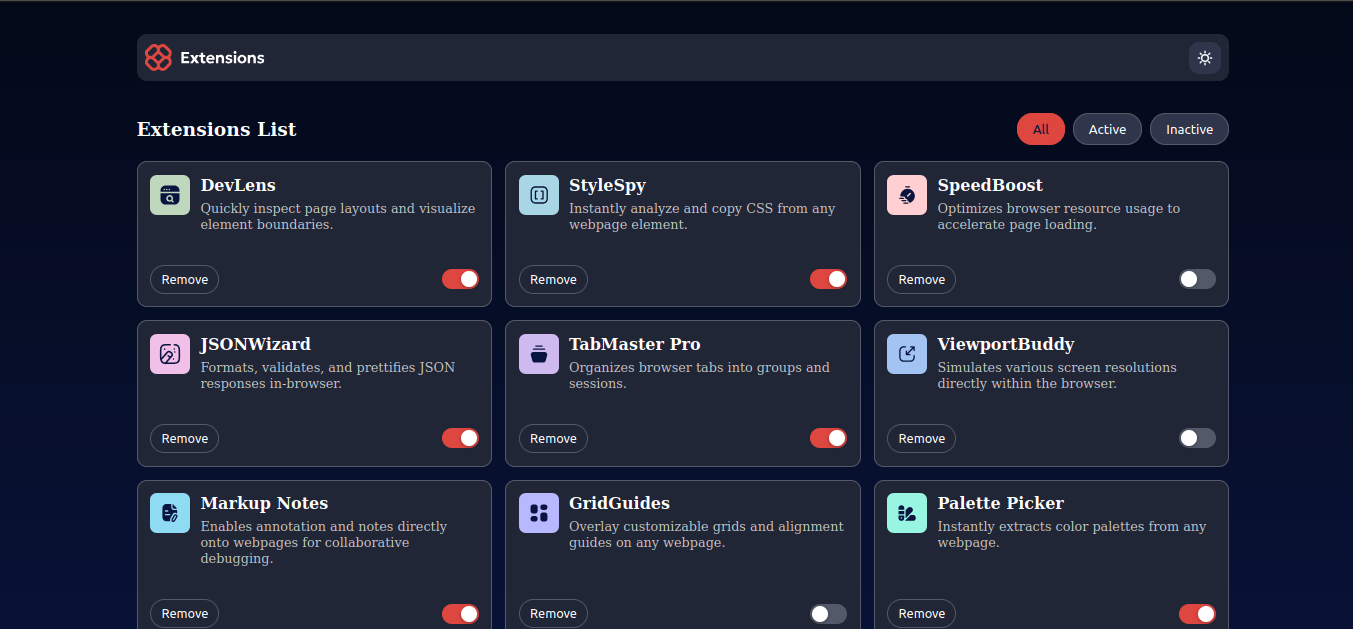 Extensions
Extensions List
All
Active
Inactive
DevLens
Quickly inspect page layouts and visualize
element boundaries.
Remove
StyleSpy
Instantly analyze and copy CSS from any
webpage element.
Remove
SpeedBoost
Optimizes browser resource usage to
accelerate page loading.
Remove
JSONWizard
Formats, validates, and prettifies JSON
responses in-browser.
Remove
TabMaster Pro
Organizes browser tabs into groups and
sessions.
Remove
ViewportBuddy
Simulates various screen resolutions
directly within the browser.
Remove
Markup Notes
Enables annotation and notes directly
onto webpages for collaborative
debugging.
Remove
GridGuides
Overlay customizable grids and alignment
guides on any webpage.
Remove
Palette Picker
Instantly extracts color palettes from any
webpage.
Remove